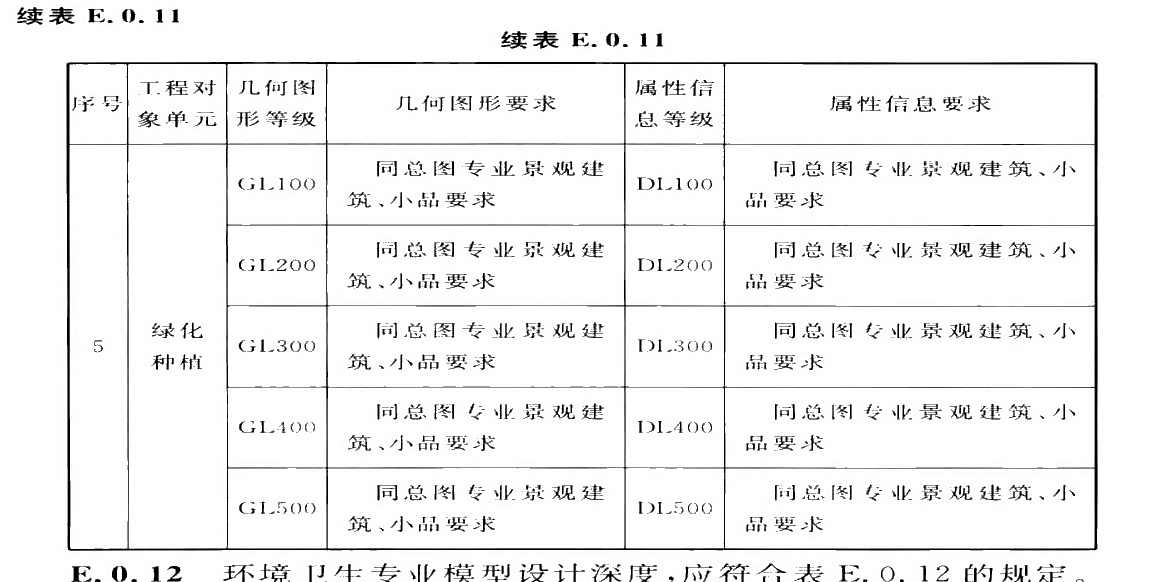 续表 E. 0. 11
续表 E. 0. 11
序号
工程对
象单元
几何图
形等级
几何图形要求
属性信
息等级
属性信息要求
5
绿化
种植
GL100
同总图专业景观建
筑、小品要求
DL100
同总图专业景观建筑、小
品要求
GL200
同总图专业景观建
筑、小品要求
DL200
同总图专业景观建筑、小
品要求
GL300
同总图专业景观建
筑、小品要求
DL300
同总图专业景观建筑、小
品要求
GL400
同总图专业景观建
筑、小品要求
DL400
同总图专业景观建筑、小
品要求
GL500
同总图专业景观建
筑、小品要求
DL500
同总图专业景观建筑、小
品要求
E. 0. 12 环境卫生专业模型设计深度,应符合表 E. 0. 12 的规定。